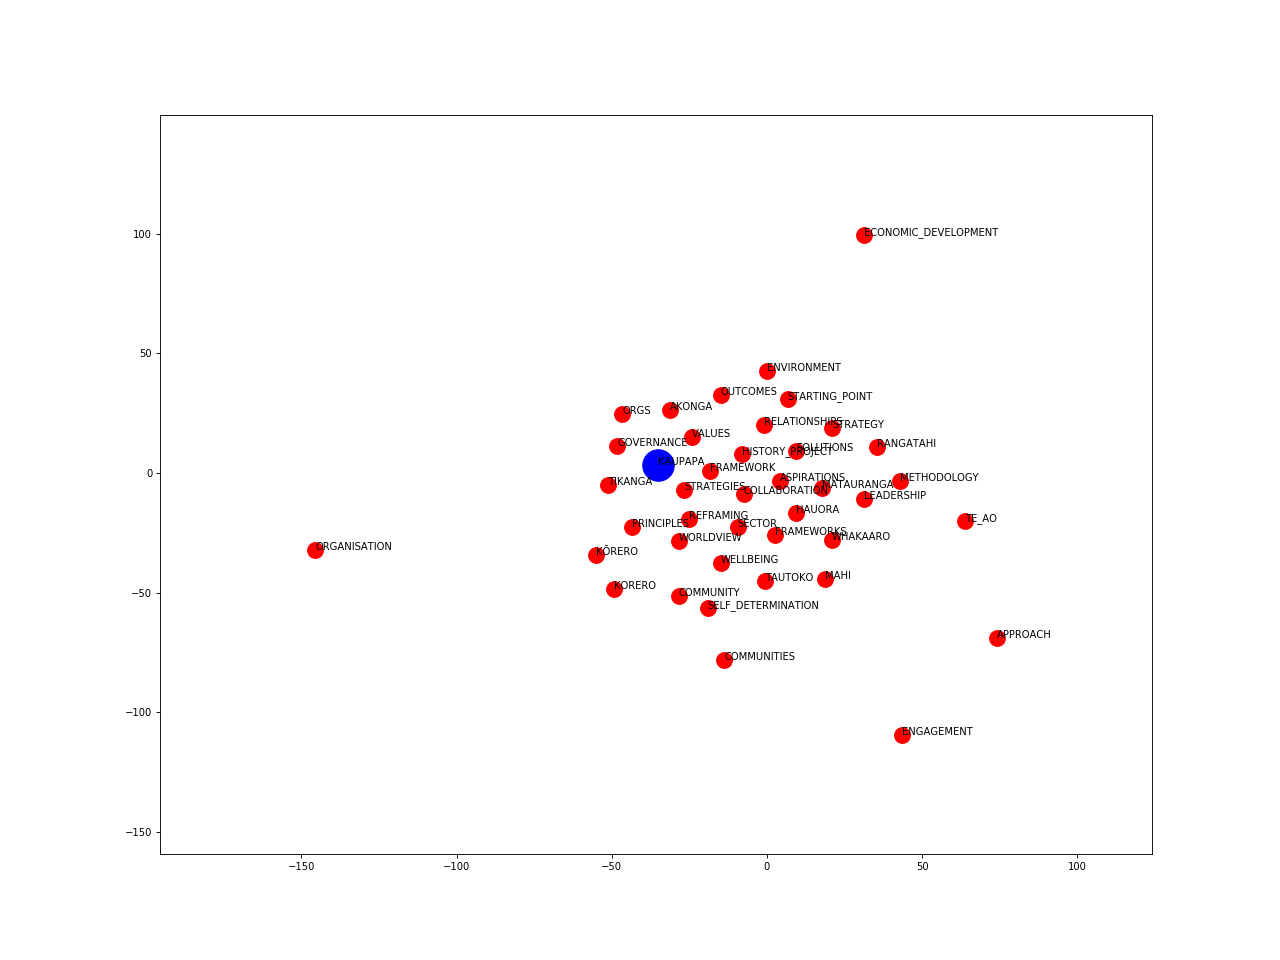 ECONOMIC_DEVELOPMENT
100
50
ENVIRONMENT
OUTCOMES
STARTING_POINT
AKONGA
ORGS
RELATIONSHIPS
STRATEGY
VALUES
GOVERNANCE
RANGATAHI
HISTORY_PROJECT
SOLUTIONS
KAUPAPA
FRAMEWORK
0
TIKANGA
STRATEGIES
ASPIRATIONS
METHODOLOGY
COLLABORATION
MATAURANGA
LEADERSHIP
HAUORA
REFRAMING
PRINCIPLES
SECTOR
TE_AO
FRAMEWORKS
WORLDVIEW
WHAKAARO
ORGANISATION
KŌRERO
WELLBEING
TAUTOKO
MAHI
KORERO
−50
COMMUNITY
SELF_DETERMINATION
APPROACH
COMMUNITIES
−100
ENGAGEMENT
−150
−150 −100 −50 0 50 100